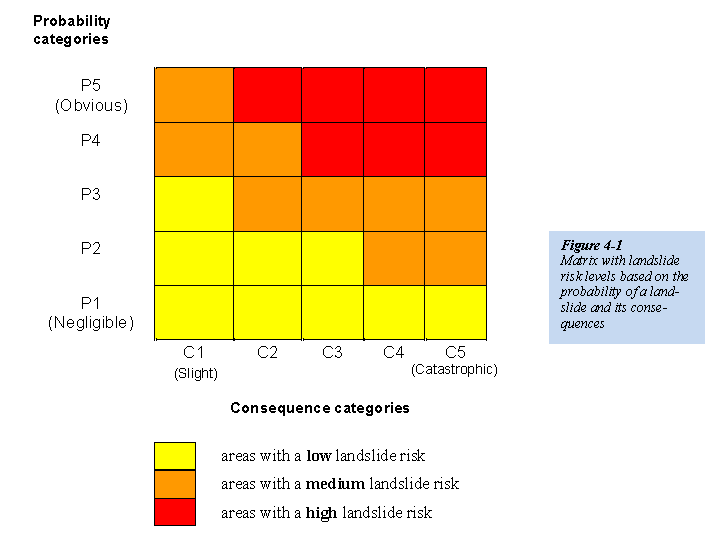 Probability
categories
P5
(Obvious)
P4
P3
P2
P1
(Negligible)
C1
C2
C3
C4
C5
(Slight)
(Catastrophic)
Consequence categories
areas with a low landslide risk
areas with a medium landslide risk
areas with a high landslide risk
Figure 4-1
Matrix with landslide
risk levels based on the
probability of a land-
slide and its conse-
quences